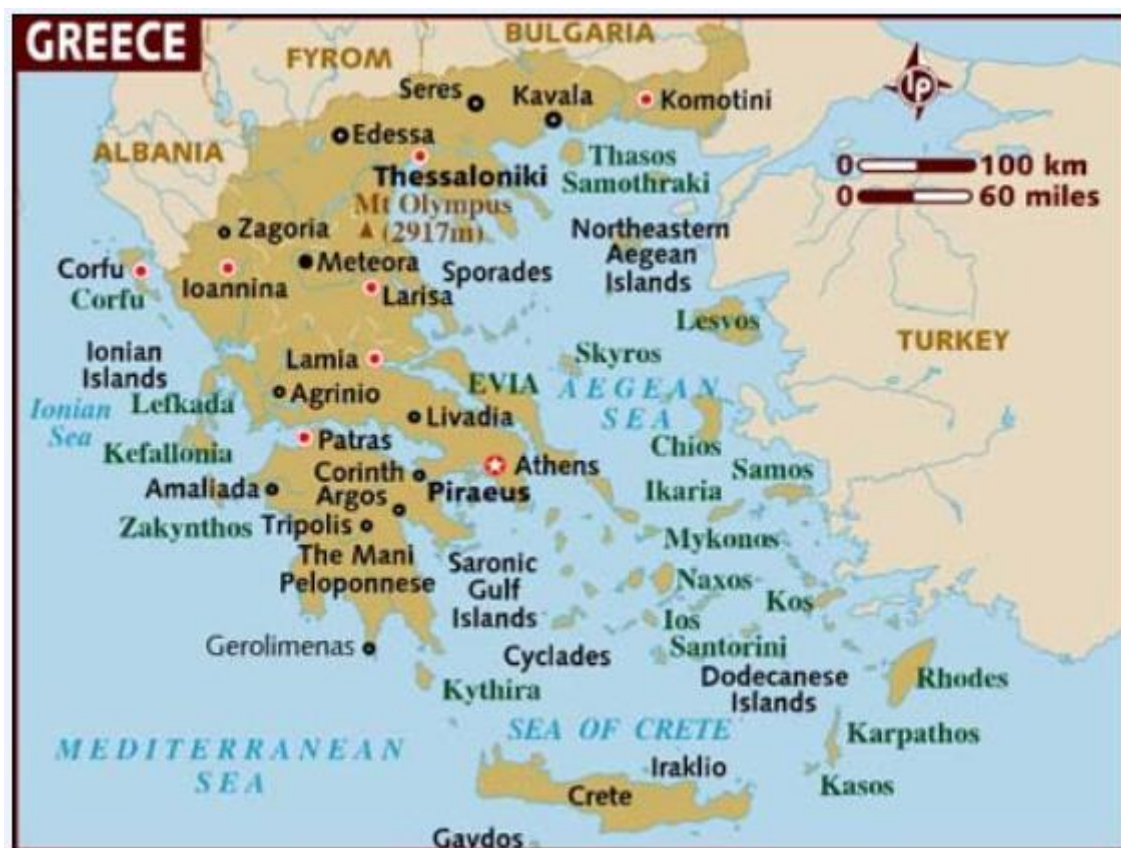 GREECE
BULGARIA
FYROM
ALBANIA
Seres
Kavala
Komotini
Edessa
Thessaloniki
Thasos
Samothraki
lp
0 100 km
0 60 miles
Mt Olympus
(2917m)
Zagoria
Northeastern
Aegean
Islands
Corfu
Corfu
Ioannina
Meteora
Sporades
Larisa
Lesvos
TURKEY
Ionian
Islands
Lamia
Skyros
EVIA
AEGEAN
SEA
Ionian
Sea
Lefkada
Agrinio
Livadia
Kefallonia
Patras
Chios
Athens
Samos
Corinth
Piraeus
Ikaria
Amaliada
Argos
Zakynthos
Tripolis
Mykonos
The Mani
Peloponnese
Saronic
Gulf
Islands
Naxos
Kos
Ios
Gerolimenas
Santorini
Cyclades
Dodecanese
Islands
Rhodes
Kythira
SEA OF CRETE
Karpathos
MEDITERRANEAN
SEA
Iraklio
Kasos
Crete
Gavdos